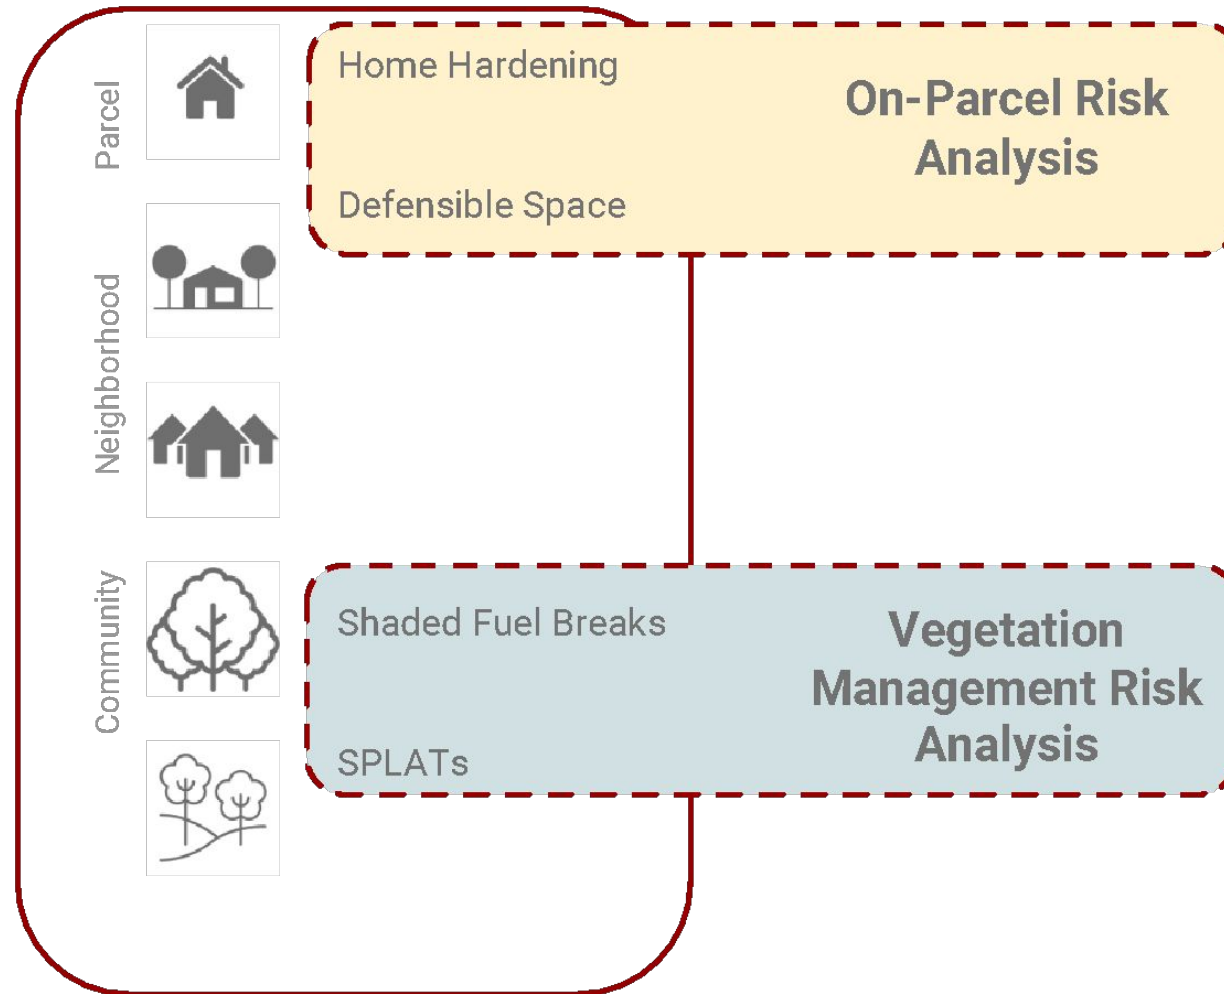 Parcel
Home Hardening
Defensible Space
On-Parcel Risk
Analysis
Neighborhood
Community
Shaded Fuel Breaks
SPLATs
Vegetation
Management Risk
Analysis